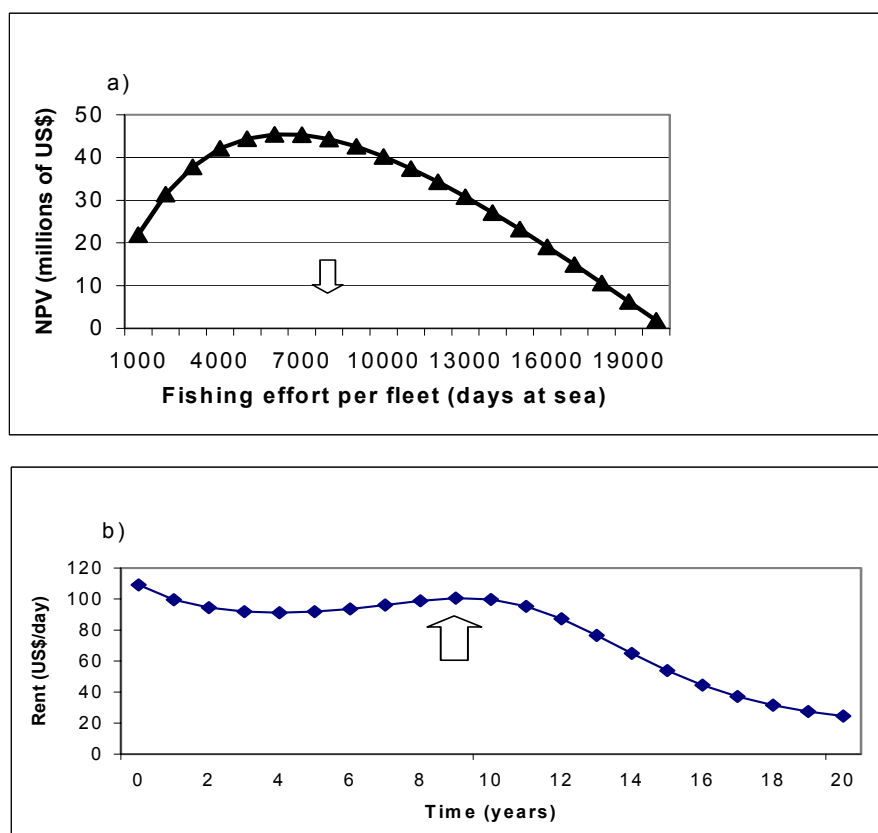 a)
50
40
30
20
10
0
NPV (millions of US$)
1000 4000 7000 10000 13000 16000 19000
Fishing effort per fleet (days at sea)
b)
120
100
80
60
40
20
0
Rent (US$/day)
0 2 4 6 8 10 12 14 16 18 20
Time (years)